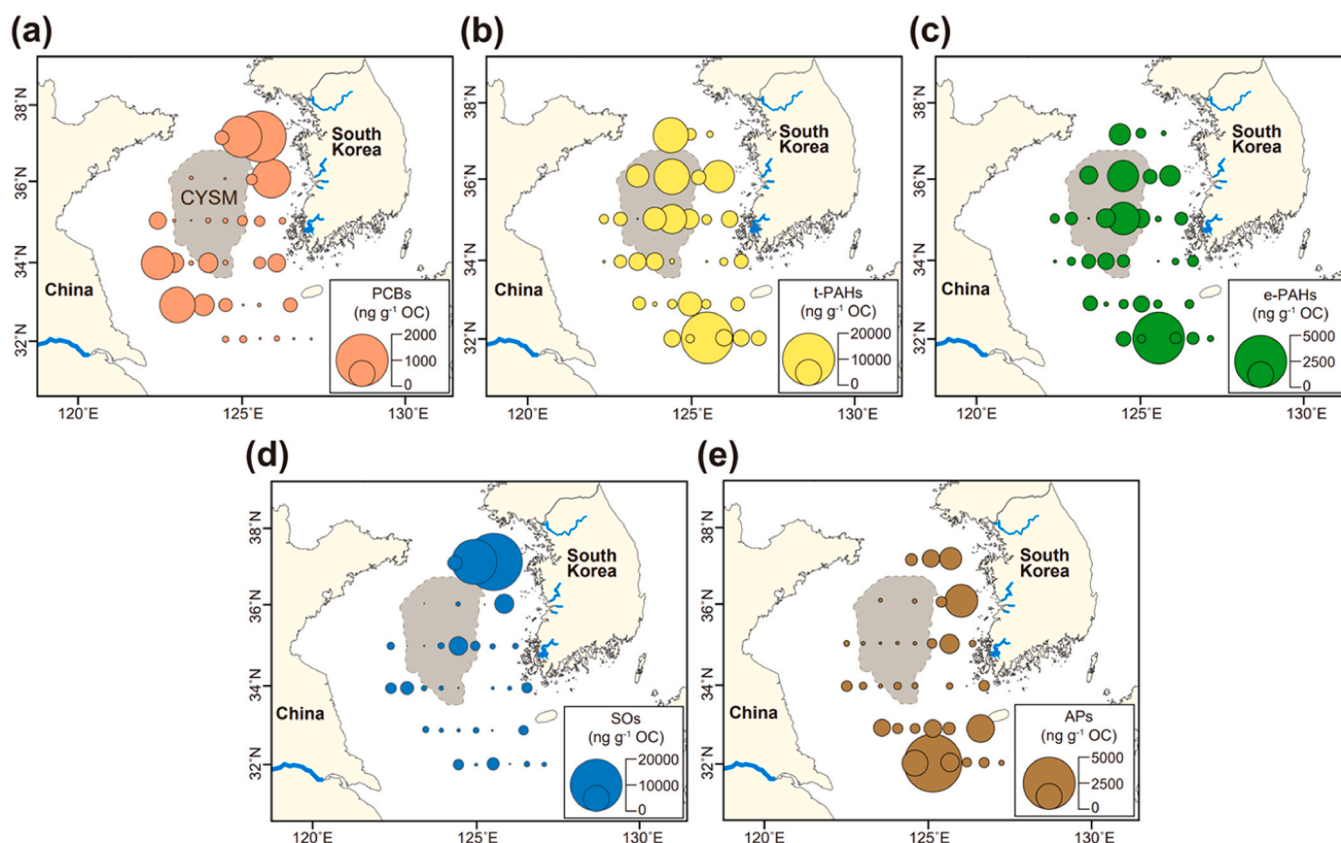 (a)
38°N
36°N
34°N
32°N
South
Korea
CYSM
China
PCBs
(ng g⁻¹ OC)
2000
1000
0
120°E
125°E
130°E
(b)
38°N
36°N
34°N
32°N
South
Korea
China
t-PAHs
(ng g⁻¹ OC)
20000
10000
0
120°E
125°E
130°E
(c)
38°N
36°N
34°N
32°N
South
Korea
China
e-PAHs
(ng g⁻¹ OC)
5000
2500
0
120°E
125°E
130°E
(d)
38°N
36°N
34°N
32°N
South
Korea
China
SOs
(ng g⁻¹ OC)
20000
10000
0
120°E
125°E
130°E
(e)
38°N
36°N
34°N
32°N
South
Korea
China
APs
(ng g⁻¹ OC)
5000
2500
0
120°E
125°E
130°E